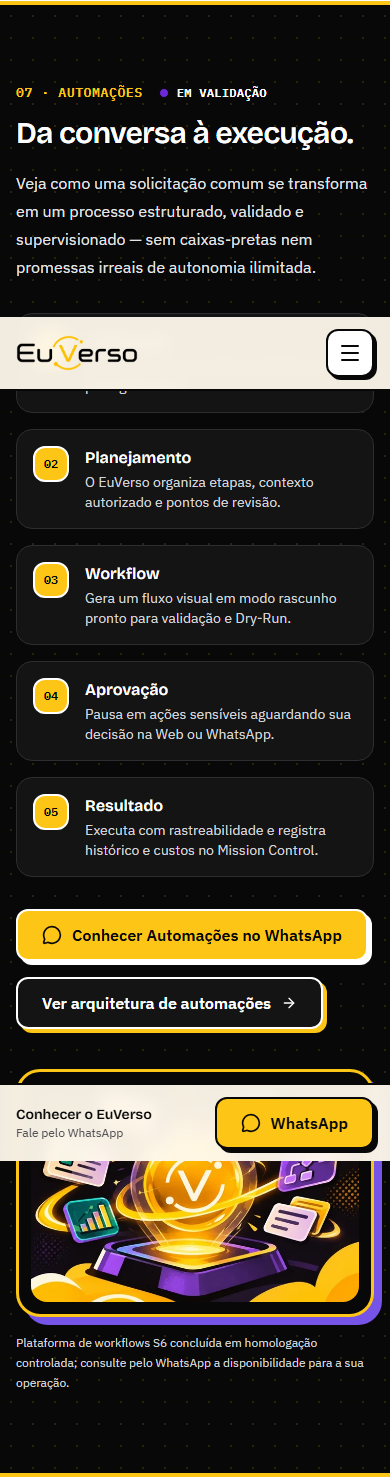 07 · AUTOMAÇÕES EM VALIDAÇÃO
Da conversa à execução.
Veja como uma solicitação comum se transforma
em um processo estruturado, validado e
supervisionado — sem caixas-pretas nem
promessas irreais de autonomia ilimitada.
EuVerso
02 Planejamento
O EuVerso organiza etapas, contexto
autorizado e pontos de revisão.
03 Workflow
Gera um fluxo visual em modo rascunho
pronto para validação e Dry-Run.
04 Aprovação
Pausa em ações sensíveis aguardando sua
decisão na Web ou WhatsApp.
05 Resultado
Executa com rastreabilidade e registra
histórico e custos no Mission Control.
Conhecer Automações no WhatsApp
Ver arquitetura de automações →
Conhecer o EuVerso
Fale pelo WhatsApp
WhatsApp
V
Plataforma de workflows S6 concluída em homologação
controlada; consulte pelo WhatsApp a disponibilidade para a sua
operação.